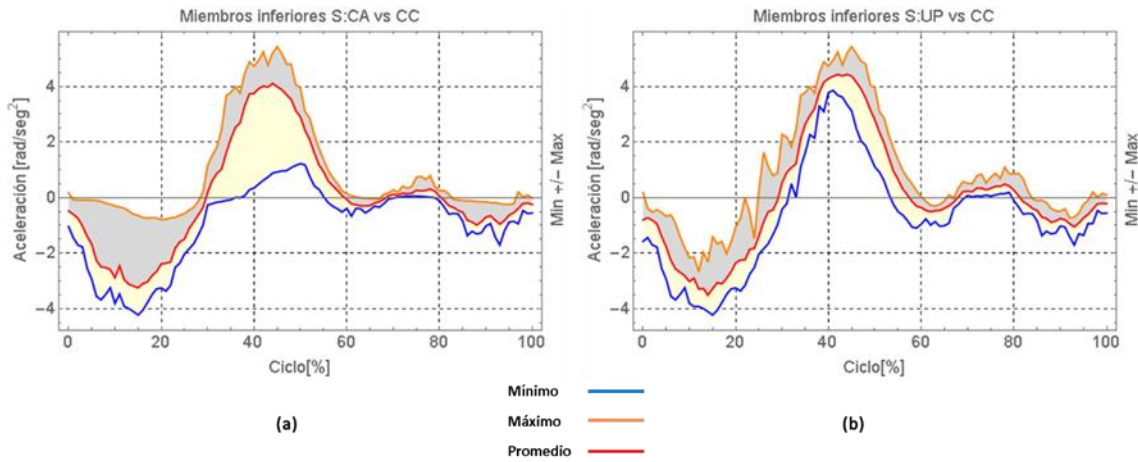 Miembros inferiores S:CA vs CC
Aceleración [rad/seg²]
4
2
0
−2
−4
0 20 40 60 80 100
Ciclo[%]
Min +/− Max
(a)
Miembros inferiores S:UP vs CC
Aceleración [rad/seg²]
4
2
0
−2
−4
0 20 40 60 80 100
Ciclo[%]
Min +/− Max
(b)
Mínimo
Máximo
Promedio